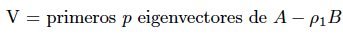 V = primeros p eigenvectores de A − ρ₁B